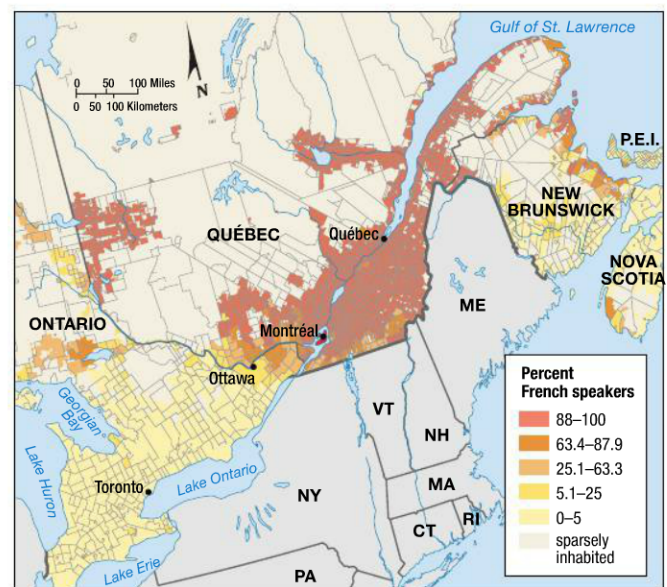 Gulf of St. Lawrence
0 50 100 Miles
0 50 100 Kilometers
N
P.E.I.
NEW
BRUNSWICK
QUÉBEC
Québec
NOVA
SCOTIA
ME
ONTARIO
Montréal
Ottawa
Georgian
Bay
VT
NH
Lake Huron
Toronto
Lake Ontario
NY
MA
CT
RI
Lake Erie
PA
Percent
French speakers
88–100
63.4–87.9
25.1–63.3
5.1–25
0–5
sparsely
inhabited